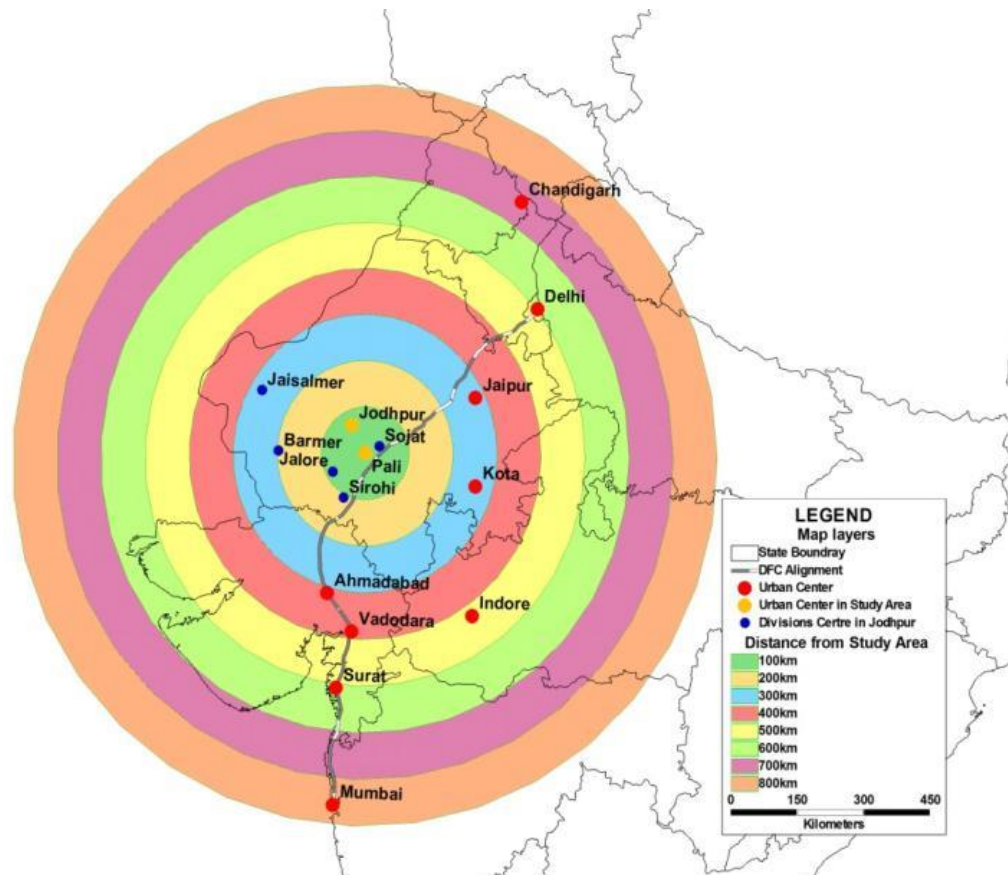 Chandigarh
Delhi
Jaisalmer
Jaipur
Jodhpur
Barmer
Sojat
Jalore
Pali
Kota
Sirohi
Ahmadabad
Indore
Vadodara
Surat
Mumbai
LEGEND
Map layers
State Boundray
DFC Alignment
Urban Center
Urban Center in Study Area
Divisions Centre in Jodhpur
Distance from Study Area
100km
200km
300km
400km
500km
600km
700km
800km
0 150 300 450
Kilometers